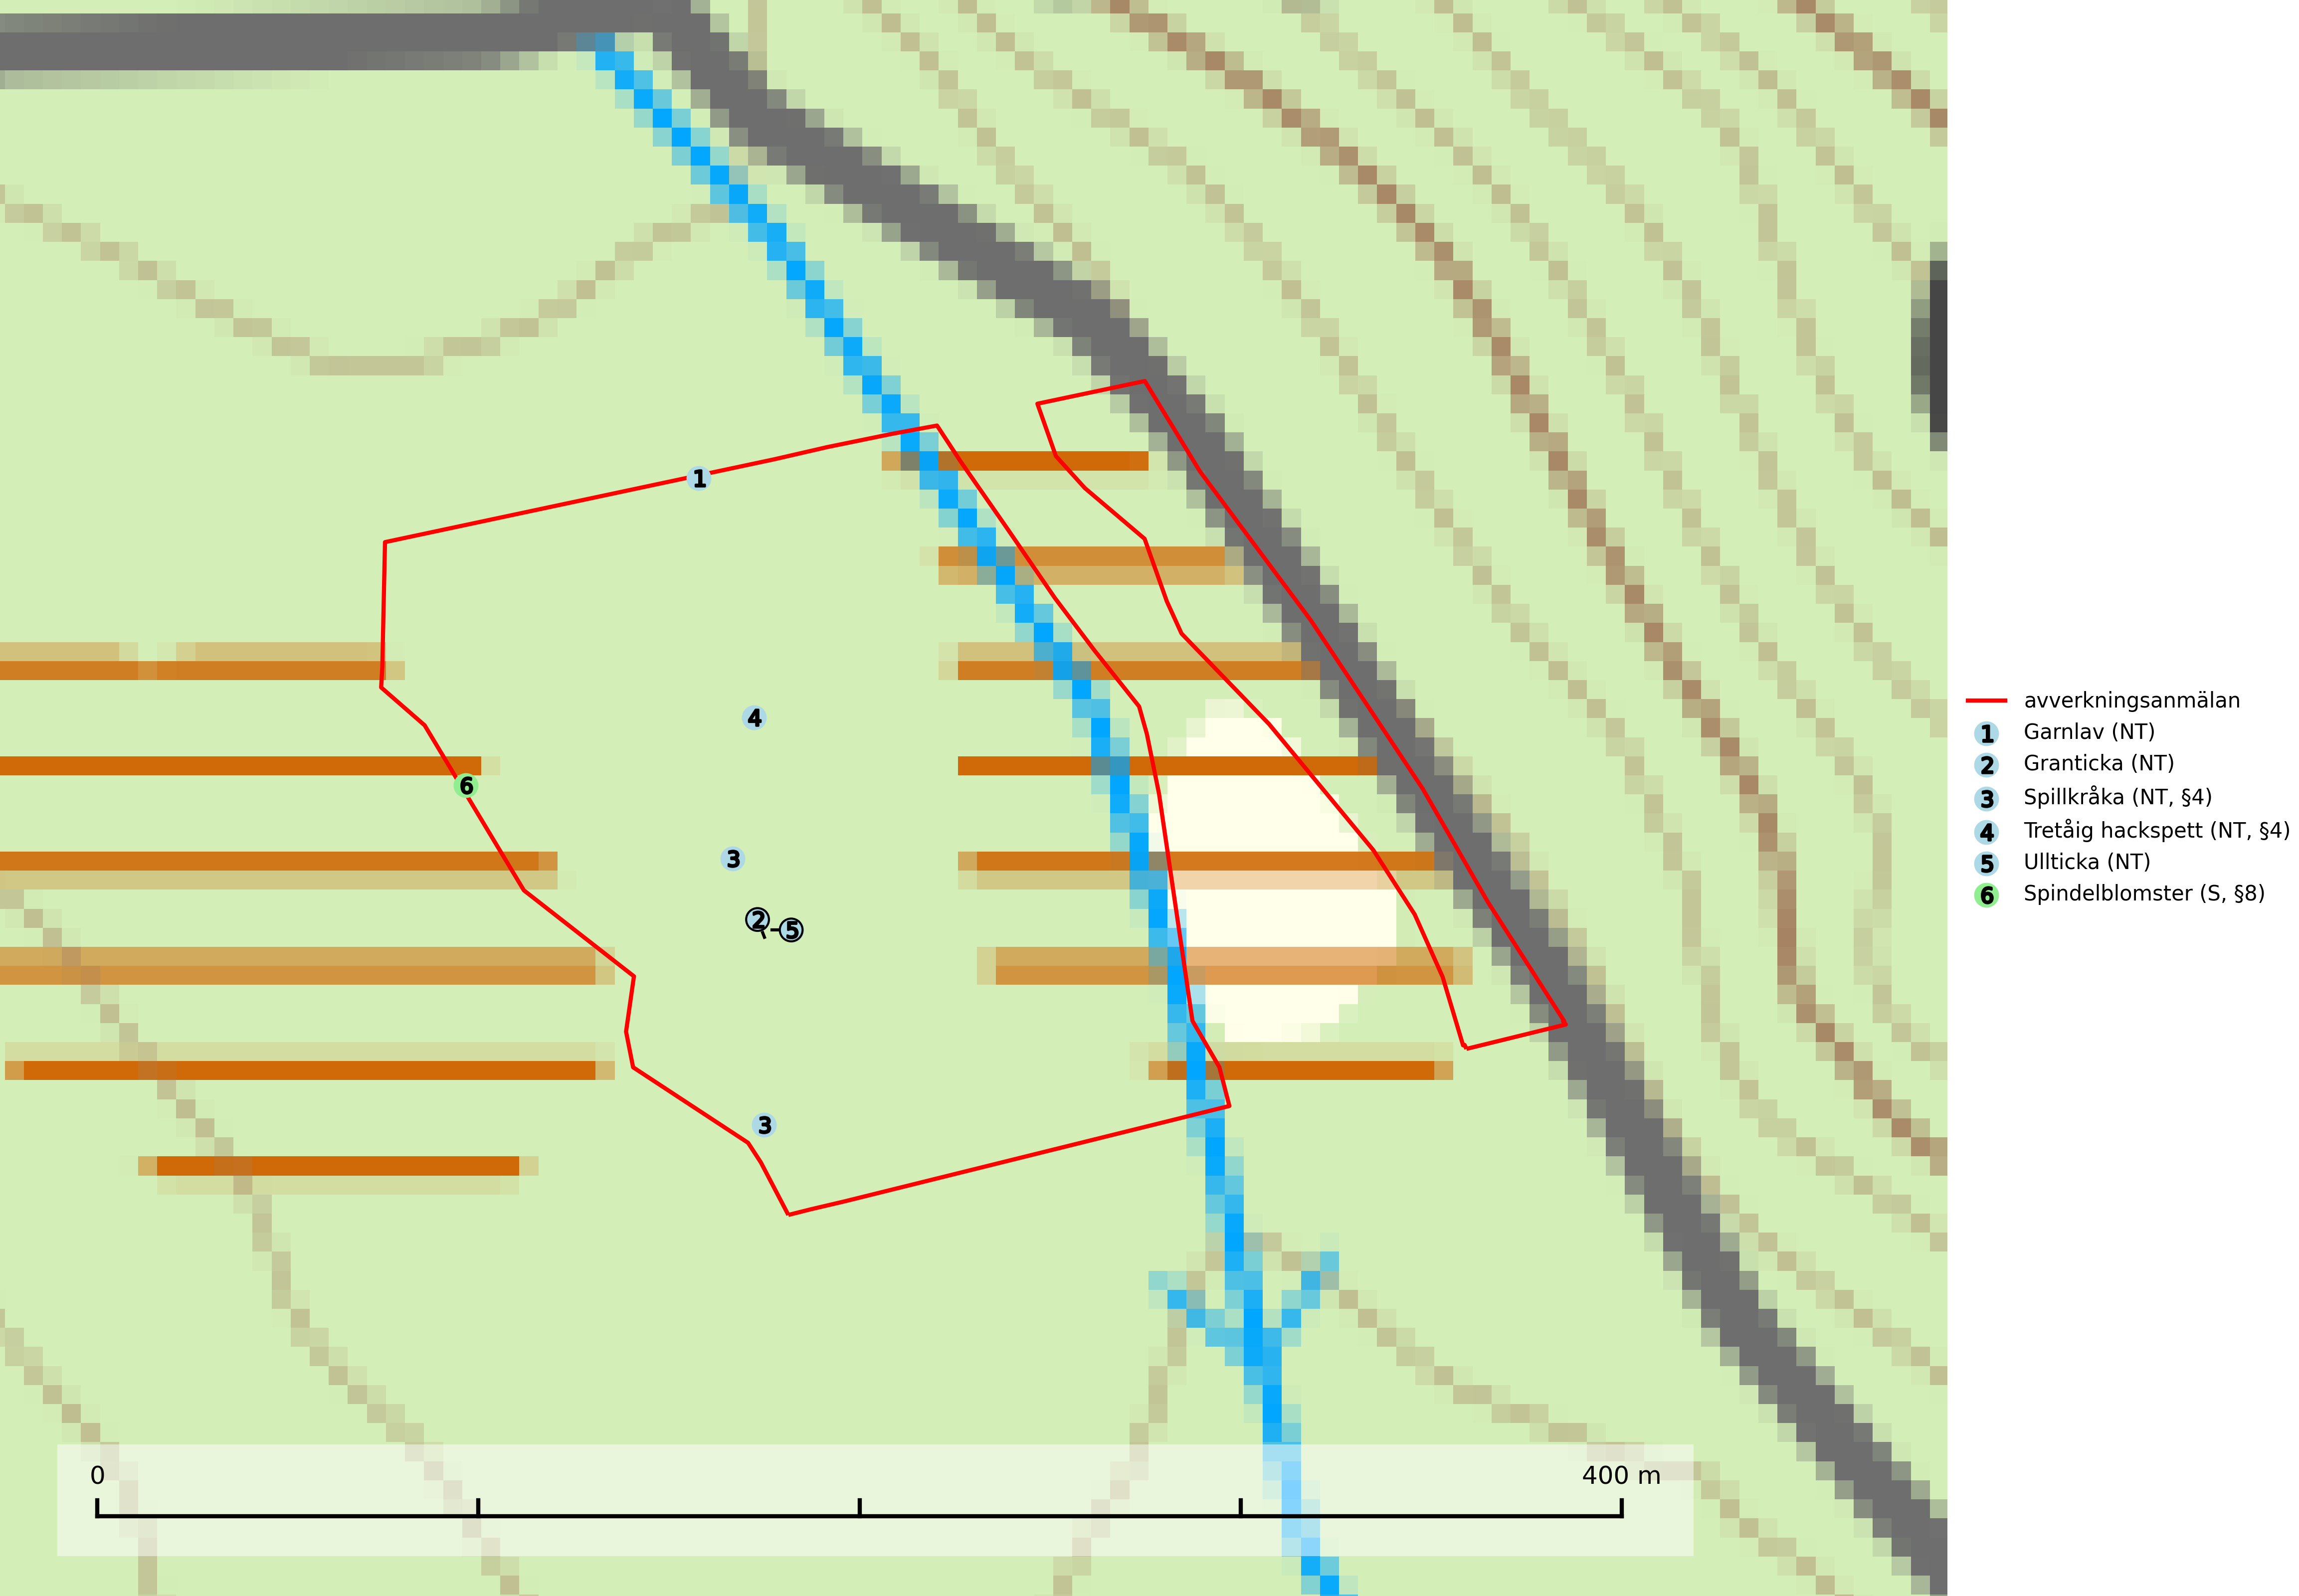 1
4
6
3
2
5
3
0
400 m
avverkningsanmälan
1 Garnlav (NT)
2 Granticka (NT)
3 Spillkråka (NT, §4)
4 Tretåig hackspett (NT, §4)
5 Ullticka (NT)
6 Spindelblomster (S, §8)